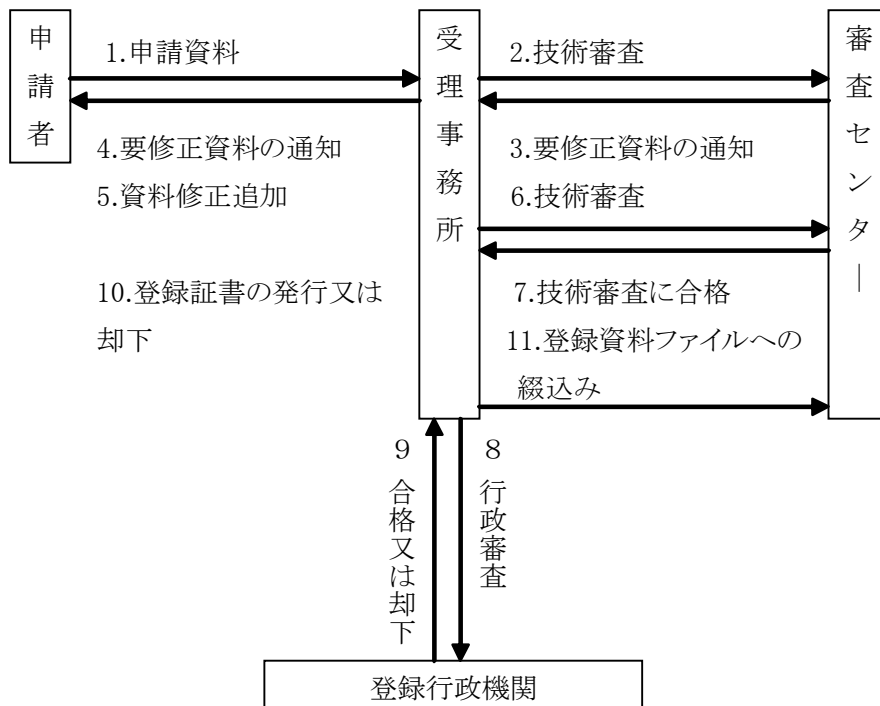 申請者
1.申請資料
4.要修正資料の通知
5.資料修正追加
10.登録証書の発行又は
却下
受理事務所
2.技術審査
3.要修正資料の通知
6.技術審査
7.技術審査に合格
11.登録資料ファイルへの
綴込み
審査センター
9 合格又は却下
8 行政審査
登録行政機関